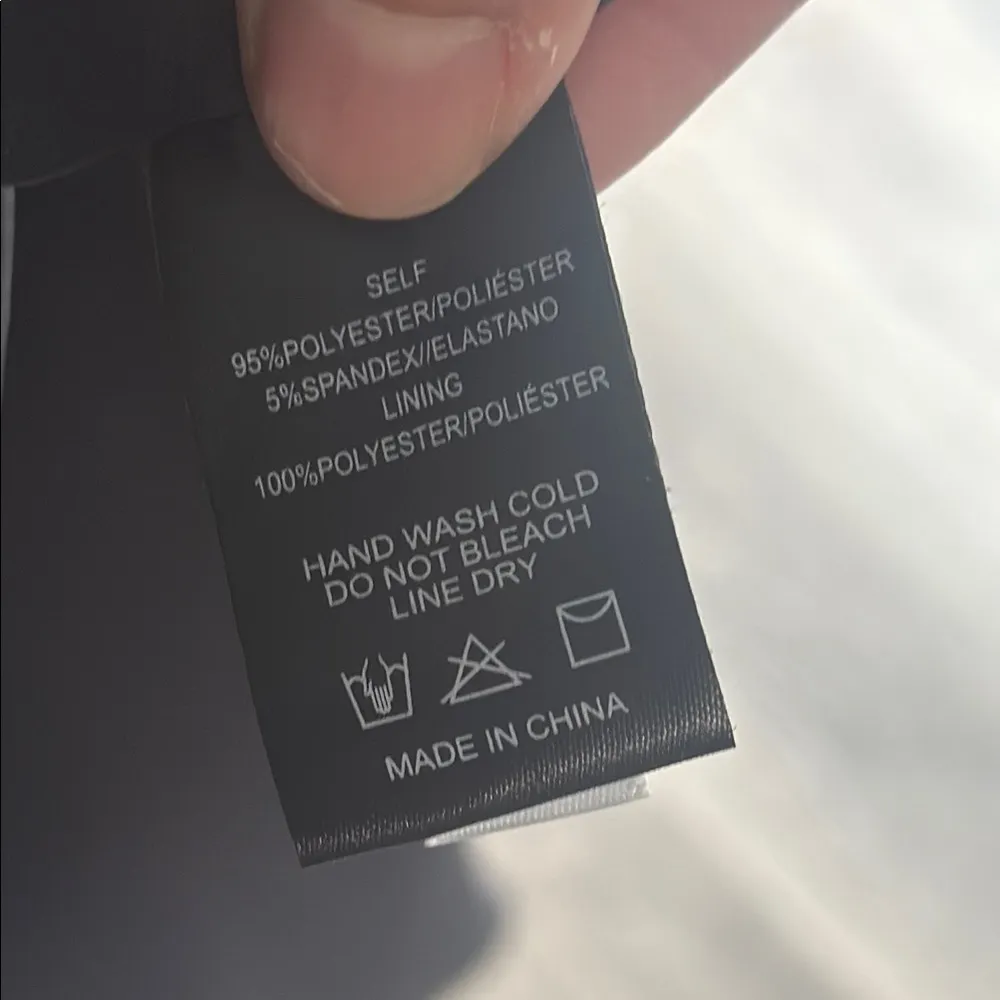 SELF
95%POLYESTER/POLIÉSTER
5%SPANDEX//ELASTANO
LINING
100%POLYESTER/POLIÉSTER
HAND WASH COLD
DO NOT BLEACH
LINE DRY
MADE IN CHINA